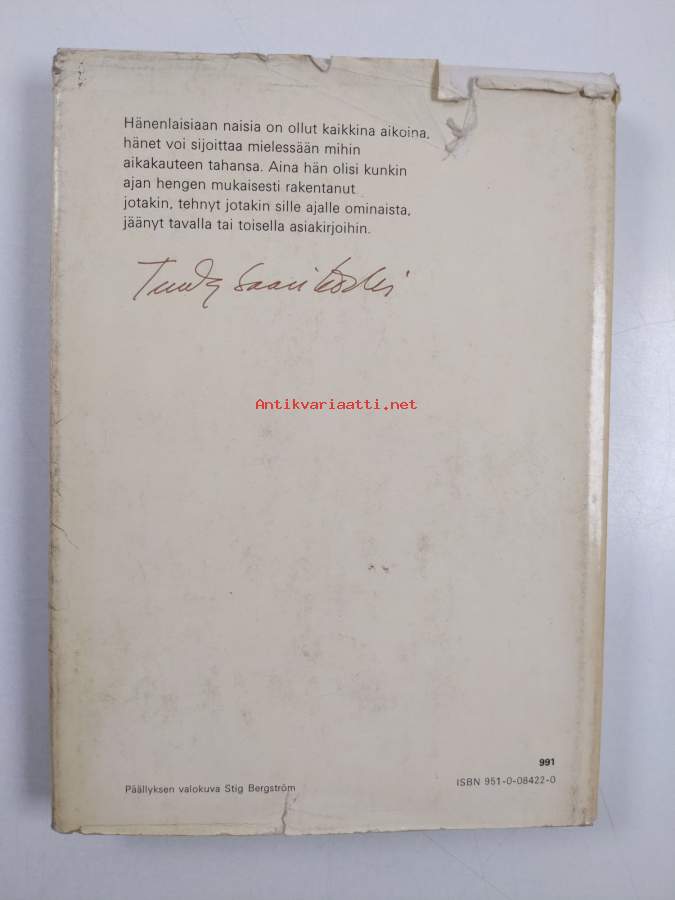 Hänenlaisiaan naisia on ollut kaikkina aikoina,
hänet voi sijoittaa mielessään mihin
aikakauteen tahansa. Aina hän olisi kunkin
ajan hengen mukaisesti rakentanut
jotakin, tehnyt jotakin sille ajalle ominaista,
jäänyt tavalla tai toisella asiakirjoihin.
Tuula Saarikoski
Antikvariaatti.net
991
ISBN 951-0-08422-0
Päällyksen valokuva Stig Bergström